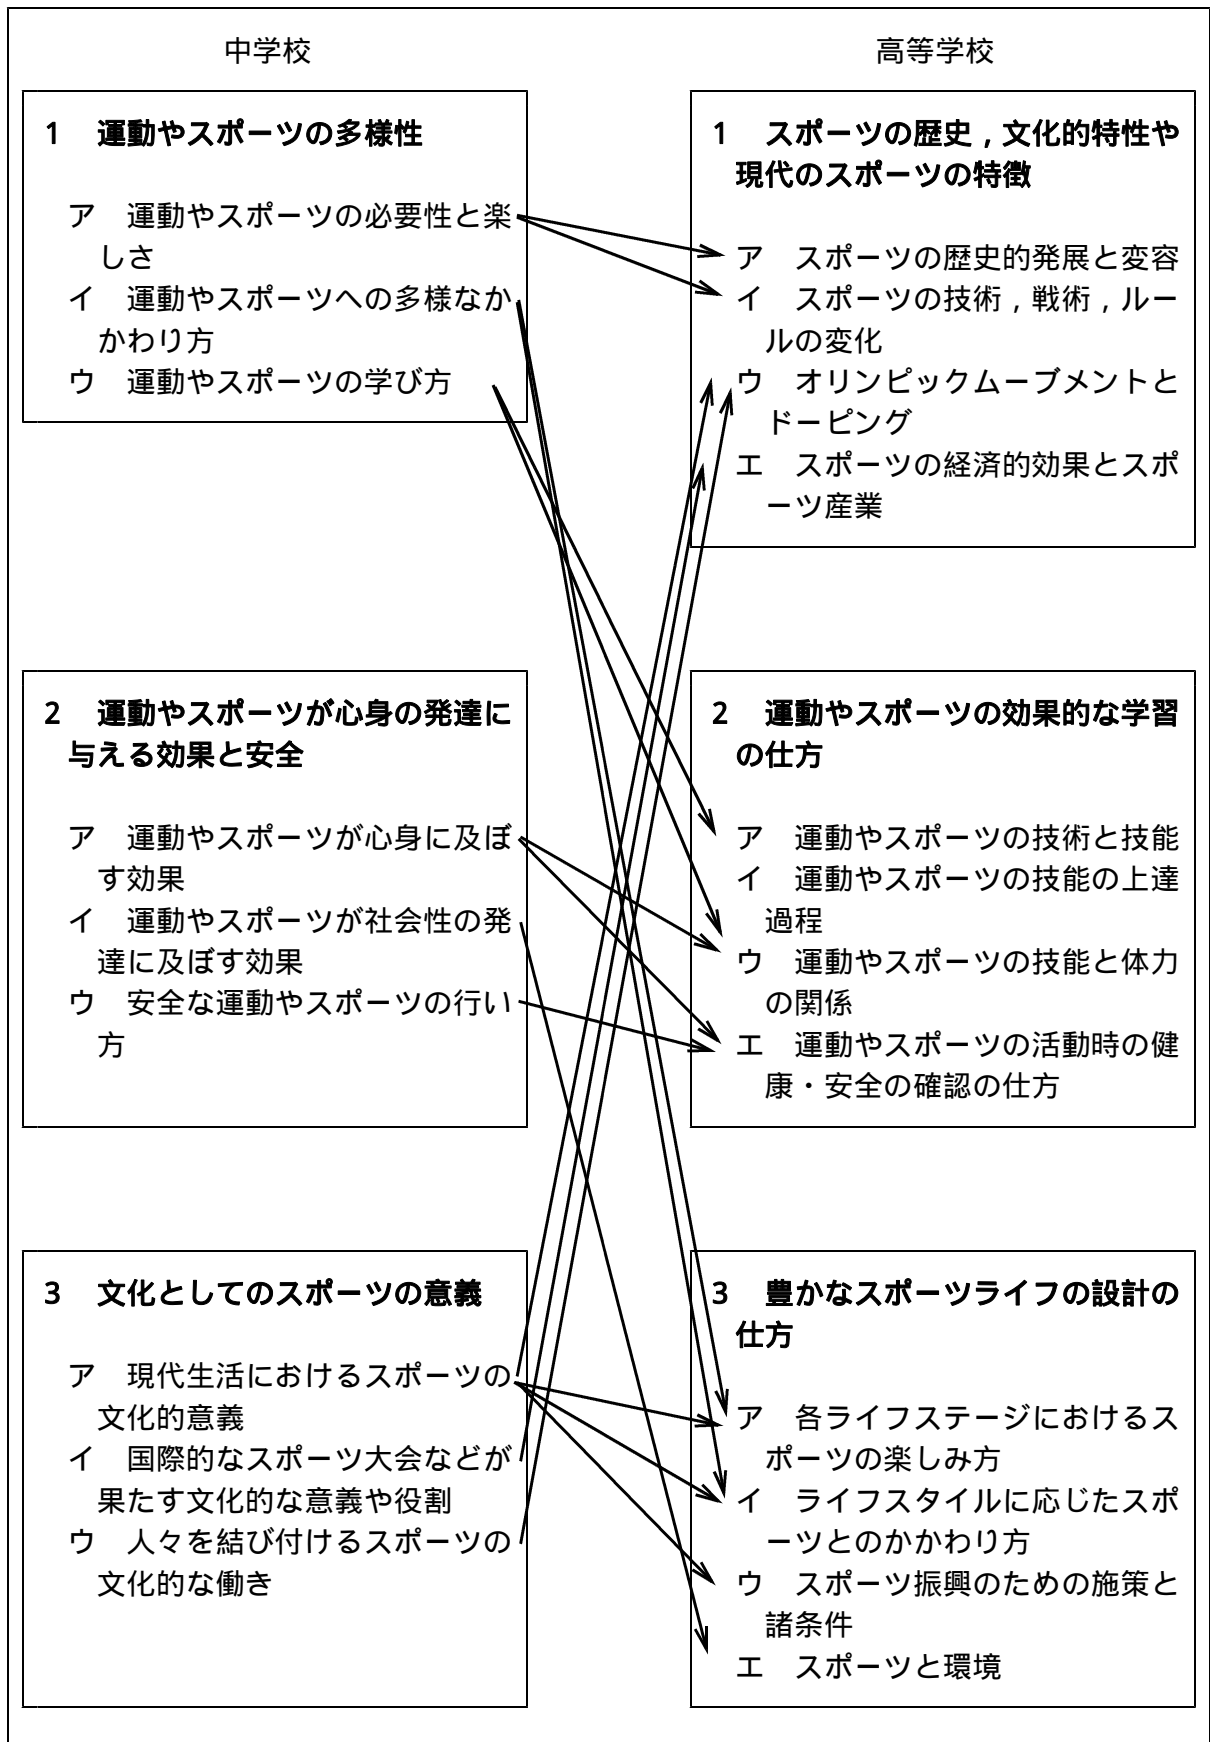 中学校
高等学校
1　運動やスポーツの多様性
ア　運動やスポーツの必要性と楽
しさ
イ　運動やスポーツへの多様なか
かわり方
ウ　運動やスポーツの学び方
1　スポーツの歴史，文化的特性や
現代のスポーツの特徴
ア　スポーツの歴史的発展と変容
イ　スポーツの技術，戦術，ルー
ルの変化
ウ　オリンピックムーブメントと
ドーピング
エ　スポーツの経済的効果とスポ
ーツ産業
2　運動やスポーツが心身の発達に
与える効果と安全
ア　運動やスポーツが心身に及ぼ
す効果
イ　運動やスポーツが社会性の発
達に及ぼす効果
ウ　安全な運動やスポーツの行い
方
2　運動やスポーツの効果的な学習
の仕方
ア　運動やスポーツの技術と技能
イ　運動やスポーツの技能の上達
過程
ウ　運動やスポーツの技能と体力
の関係
エ　運動やスポーツの活動時の健
康・安全の確認の仕方
3　文化としてのスポーツの意義
ア　現代生活におけるスポーツの
文化的意義
イ　国際的なスポーツ大会などが
果たす文化的な意義や役割
ウ　人々を結び付けるスポーツの
文化的な働き
3　豊かなスポーツライフの設計の
仕方
ア　各ライフステージにおけるス
ポーツの楽しみ方
イ　ライフスタイルに応じたスポ
ーツとのかかわり方
ウ　スポーツ振興のための施策と
諸条件
エ　スポーツと環境